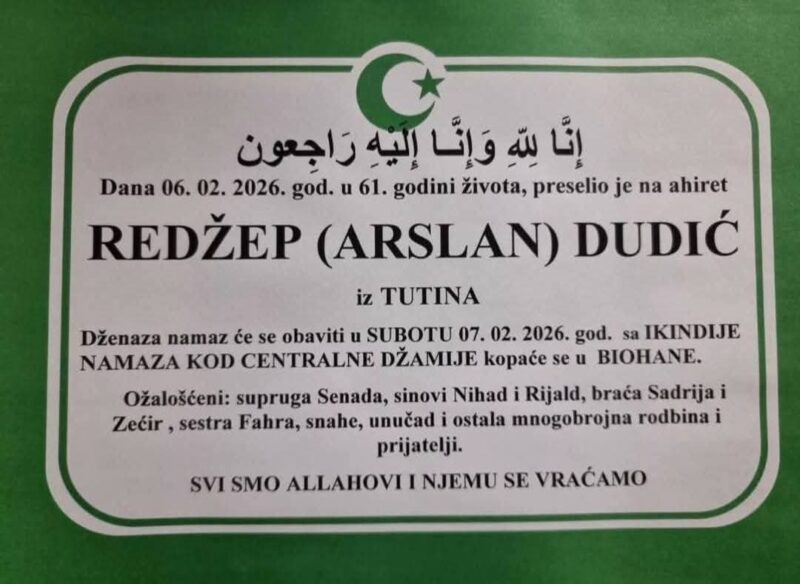 إِنَّا لِلّهِ وَإِنَّـا إِلَيْهِ رَاجِعون
Dana 06. 02. 2026. god. u 61. godini života, preselio je na ahiret
REDŽEP (ARSLAN) DUDIĆ
iz TUTINA
Dženaza namaz će se obaviti u SUBOTU 07. 02. 2026. god. sa IKINDIJE
NAMAZA KOD CENTRALNE DŽAMIJE kopaće se u BIOHANE.
Ožalošćeni: supruga Senada, sinovi Nihad i Rijald, braća Sadrija i
Zećir , sestra Fahra, snahe, unučad i ostala mnogobrojna rodbina i
prijatelji.
SVI SMO ALLAHOVI I NJEMU SE VRAĆAMO